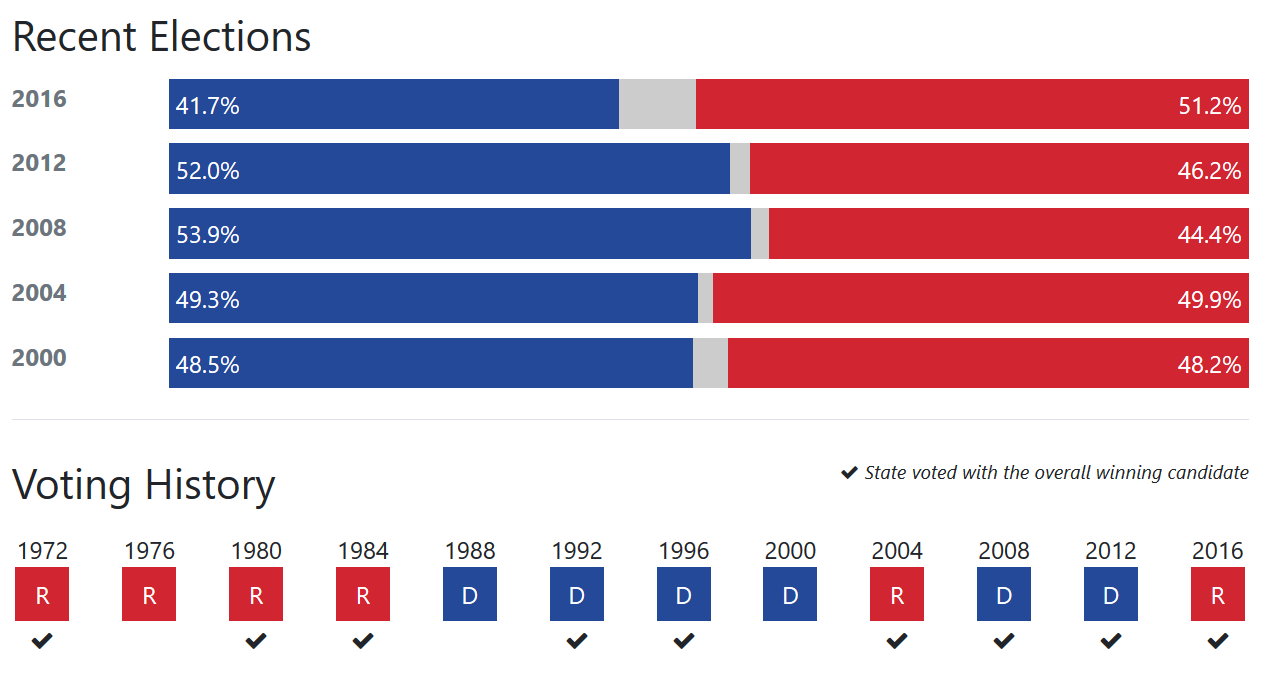 Recent Elections
2016 41.7% 51.2%
2012 52.0% 46.2%
2008 53.9% 44.4%
2004 49.3% 49.9%
2000 48.5% 48.2%
Voting History
✔ State voted with the overall winning candidate
1972 1976 1980 1984 1988 1992 1996 2000 2004 2008 2012 2016
R R R R D D D D R D D R